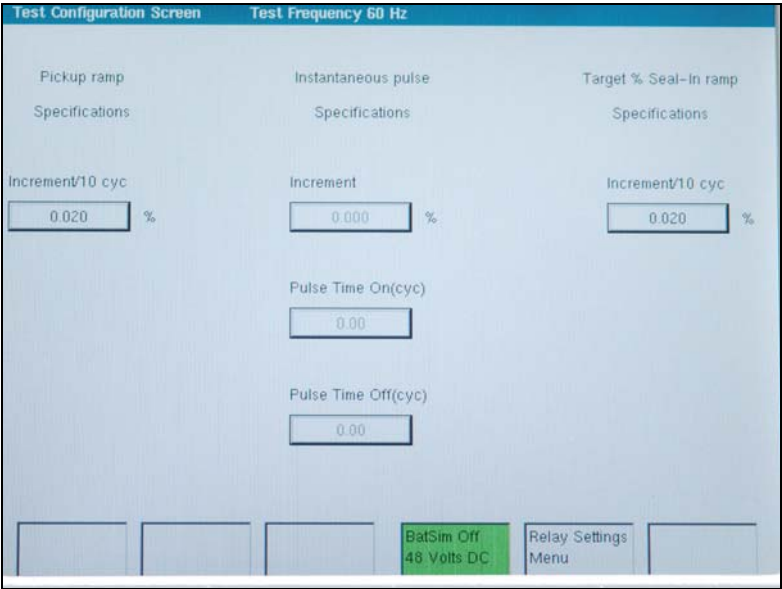 Test Configuration Screen Test Frequency 60 Hz
Pickup ramp
Specifications
Instantaneous pulse
Specifications
Target % Seal-In ramp
Specifications
Increment/10 cyc
0.020 %
Increment
0.000 %
Pulse Time On(cyc)
0.00
Pulse Time Off(cyc)
0.00
Increment/10 cyc
0.020 %
BatSim Off
48 Volts DC
Relay Settings
Menu